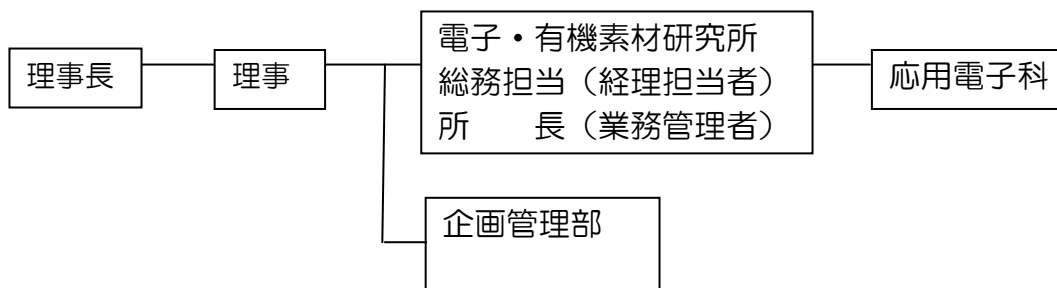 理事長
理事
電子・有機素材研究所
総務担当（経理担当者）
所　　長（業務管理者）
応用電子科
企画管理部